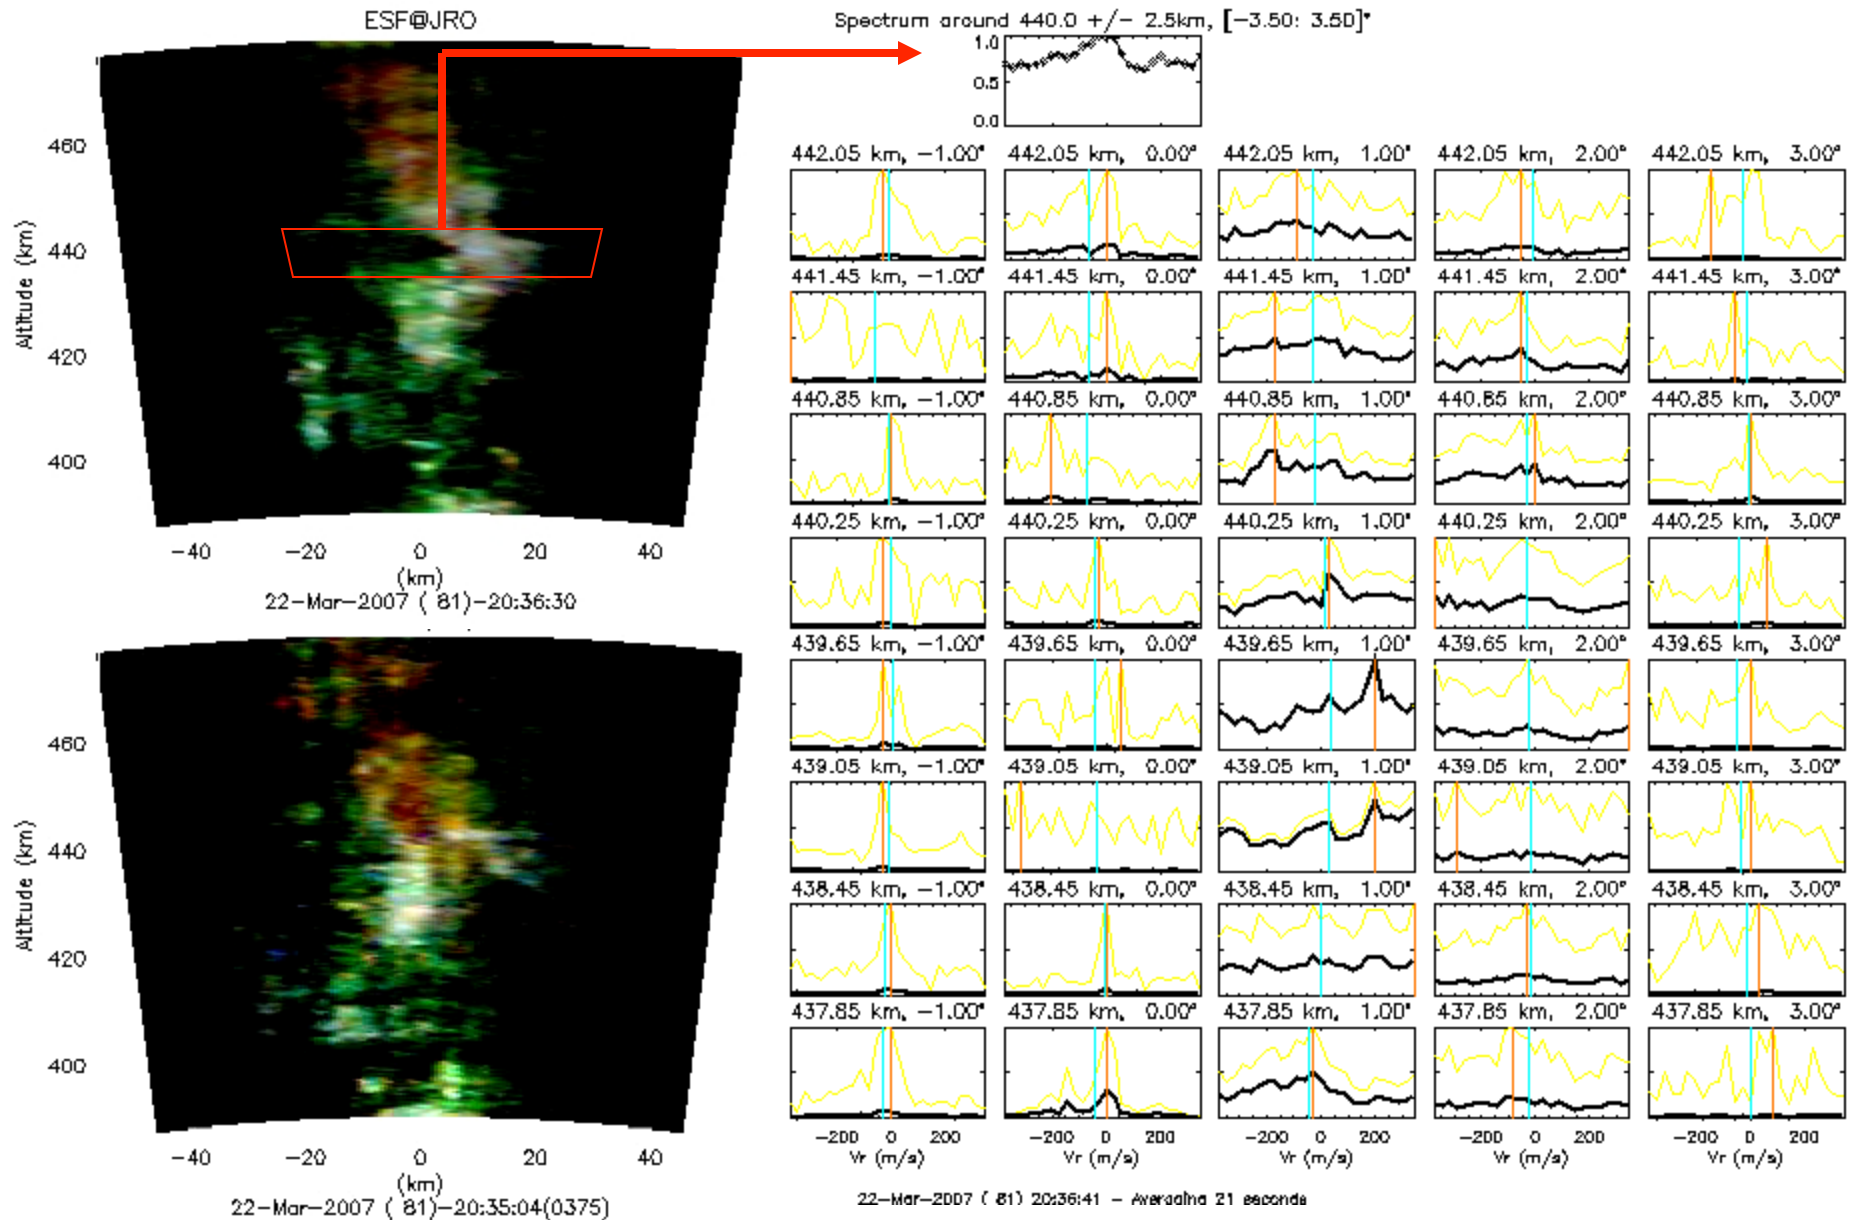 ESF@JRO
Spectrum around 440.0 +/- 2.5km, [-3.50: 3.50]°
1.0
0.5
0.0
460
440
420
400
Altitude (km)
-40 -20 0 20 40
(km)
22-Mar-2007 ( 81)-20:36:30
460
440
420
400
Altitude (km)
-40 -20 0 20 40
(km)
22-Mar-2007 ( 81)-20:35:04(0375)
442.05 km, -1.00° 442.05 km, 0.00° 442.05 km, 1.00° 442.05 km, 2.00° 442.05 km, 3.00°
441.45 km, -1.00° 441.45 km, 0.00° 441.45 km, 1.00° 441.45 km, 2.00° 441.45 km, 3.00°
440.85 km, -1.00° 440.85 km, 0.00° 440.85 km, 1.00° 440.85 km, 2.00° 440.85 km, 3.00°
440.25 km, -1.00° 440.25 km, 0.00° 440.25 km, 1.00° 440.25 km, 2.00° 440.25 km, 3.00°
439.65 km, -1.00° 439.65 km, 0.00° 439.65 km, 1.00° 439.65 km, 2.00° 439.65 km, 3.00°
439.05 km, -1.00° 439.05 km, 0.00° 439.05 km, 1.00° 439.05 km, 2.00° 439.05 km, 3.00°
438.45 km, -1.00° 438.45 km, 0.00° 438.45 km, 1.00° 438.45 km, 2.00° 438.45 km, 3.00°
437.85 km, -1.00° 437.85 km, 0.00° 437.85 km, 1.00° 437.85 km, 2.00° 437.85 km, 3.00°
-200 0 200 -200 0 200 -200 0 200 -200 0 200 -200 0 200
Vr (m/s) Vr (m/s) Vr (m/s) Vr (m/s) Vr (m/s)
22-Mar-2007 ( 81) 20:36:41 - Averaging 21 seconds